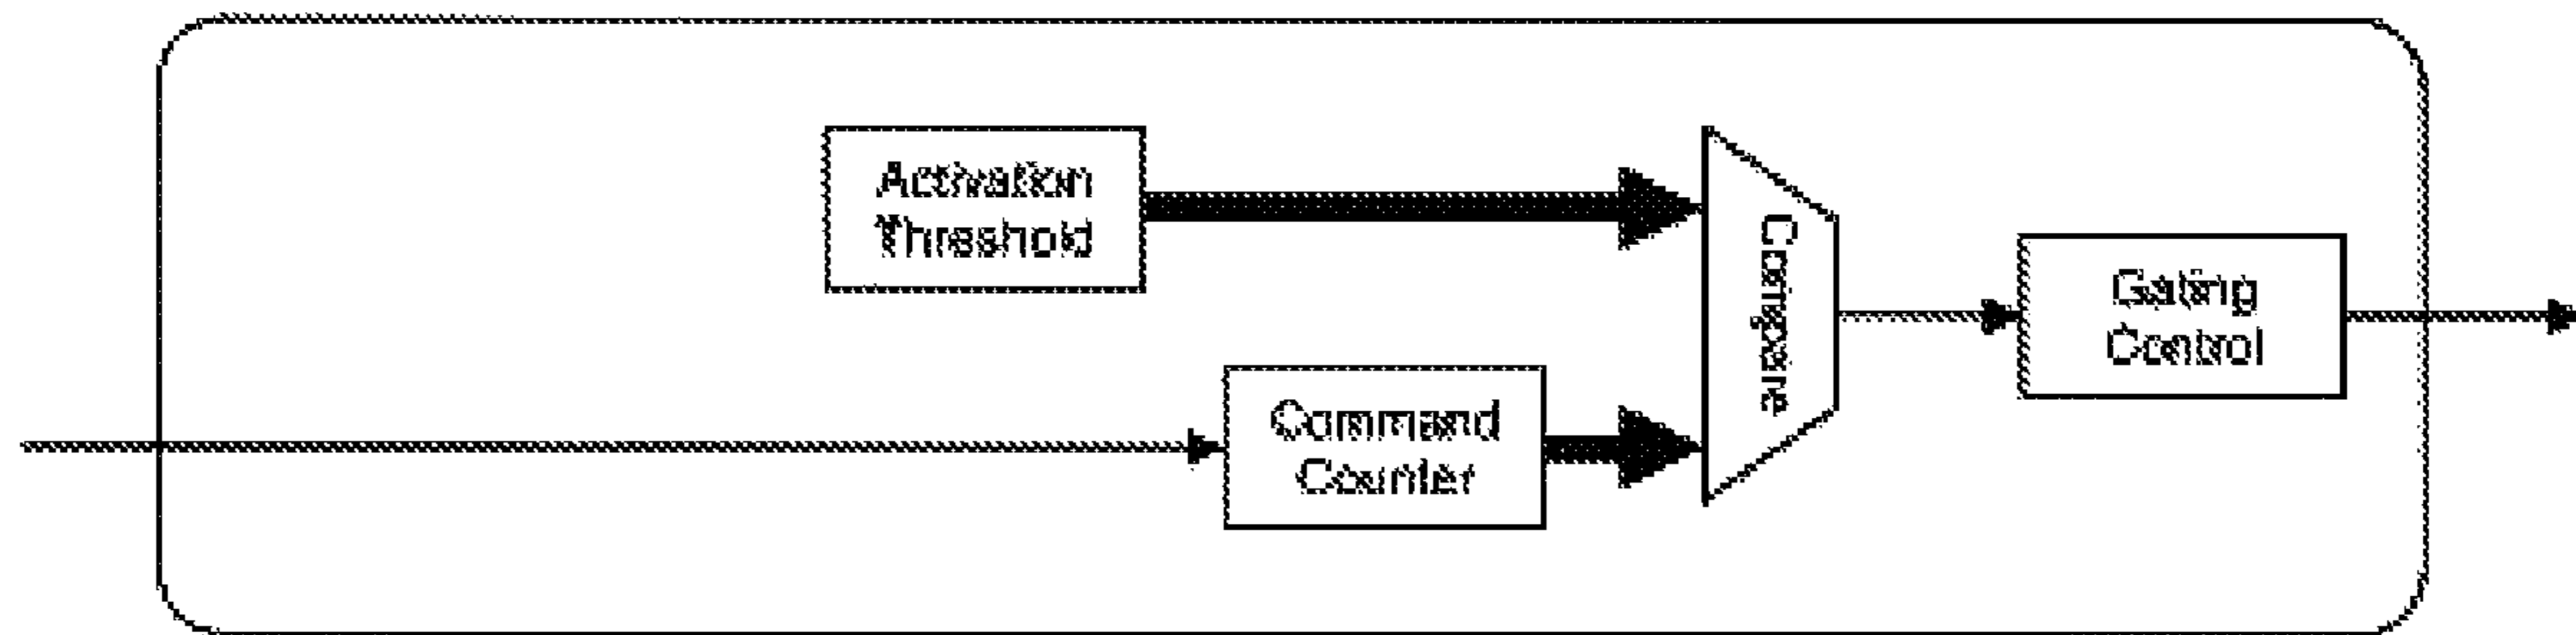 Activation
Threshold
Compare
Gating
Control
Command
Counter